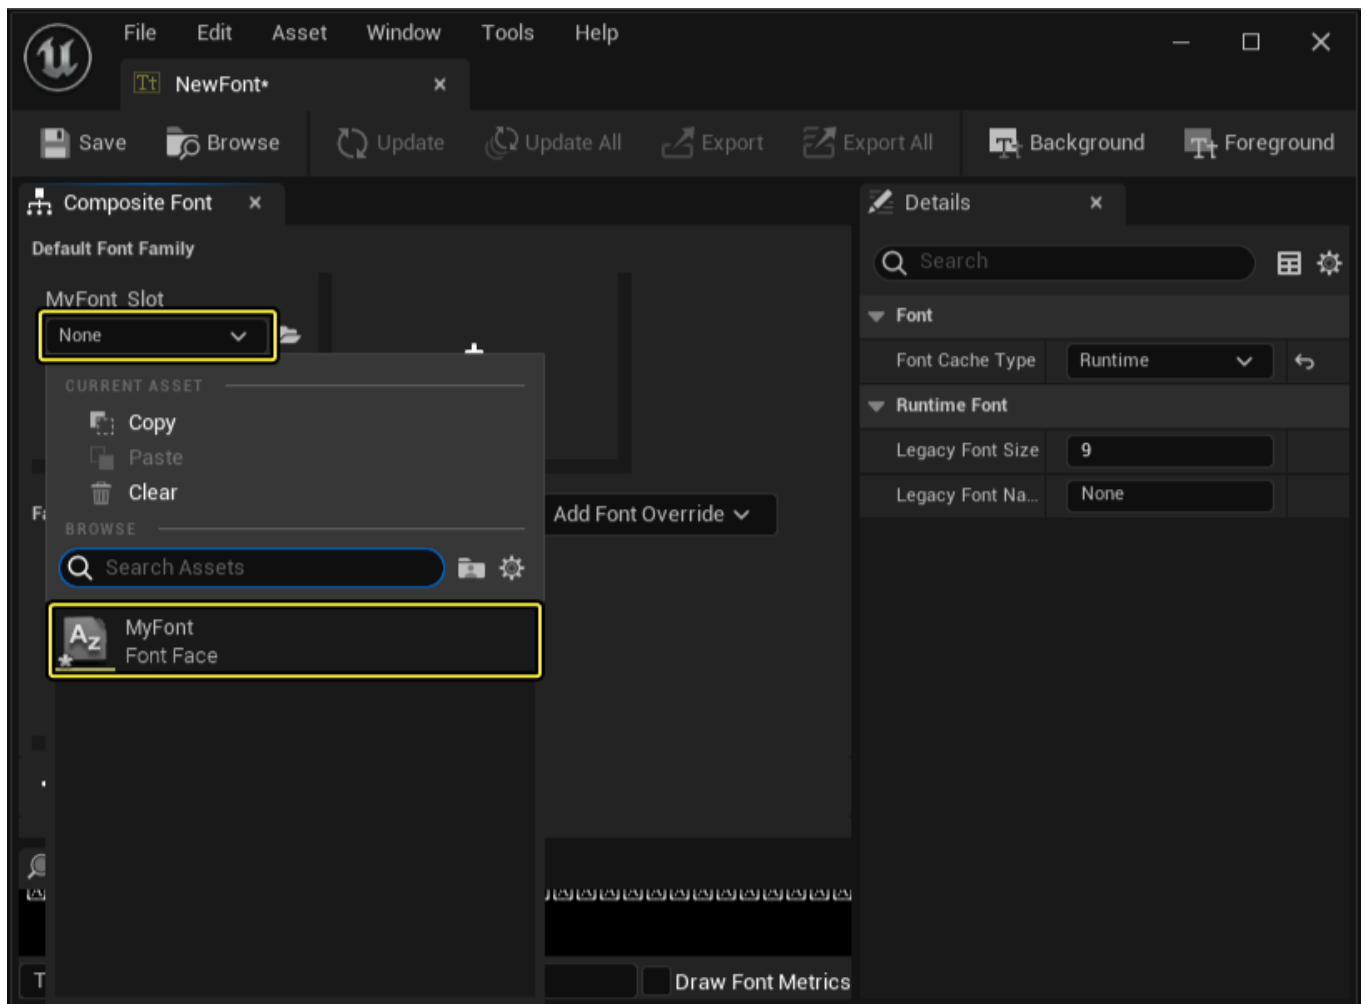 File Edit Asset Window Tools Help
Tt NewFont*
Save Browse Update Update All Export Export All Background Foreground
Composite Font
Details
Default Font Family
Search
MyFont_Slot
None
Font
Font Cache Type Runtime
CURRENT ASSET
Copy
Paste
Clear
Runtime Font
Legacy Font Size 9
Legacy Font Na... None
Add Font Override
BROWSE
Search Assets
MyFont
Font Face
Draw Font Metrics